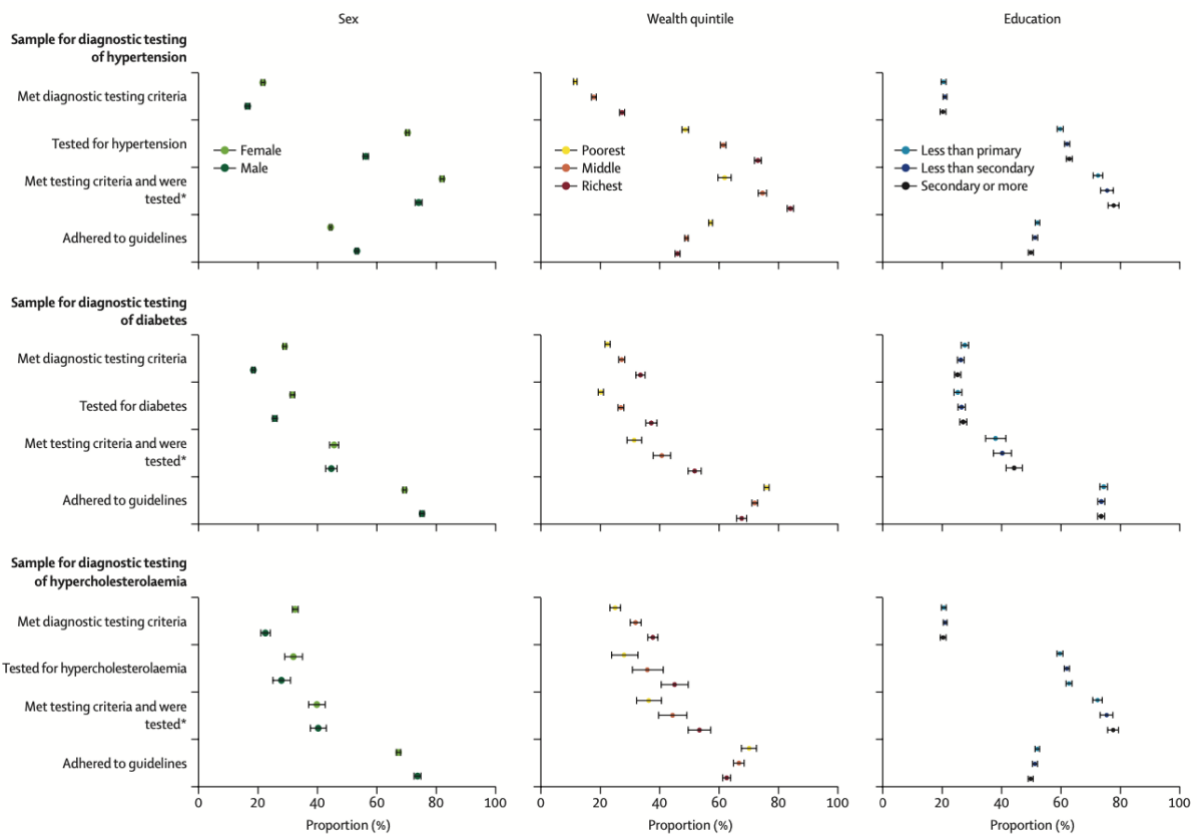 Sex
Wealth quintile
Education
Sample for diagnostic testing
of hypertension
Met diagnostic testing criteria
Tested for hypertension
Met testing criteria and were
tested*
Adhered to guidelines
Female
Male
Poorest
Middle
Richest
Less than primary
Less than secondary
Secondary or more
Sample for diagnostic testing
of diabetes
Met diagnostic testing criteria
Tested for diabetes
Met testing criteria and were
tested*
Adhered to guidelines
Sample for diagnostic testing
of hypercholesterolaemia
Met diagnostic testing criteria
Tested for hypercholesterolaemia
Met testing criteria and were
tested*
Adhered to guidelines
0 20 40 60 80 100
Proportion (%)
0 20 40 60 80 100
Proportion (%)
0 20 40 60 80 100
Proportion (%)